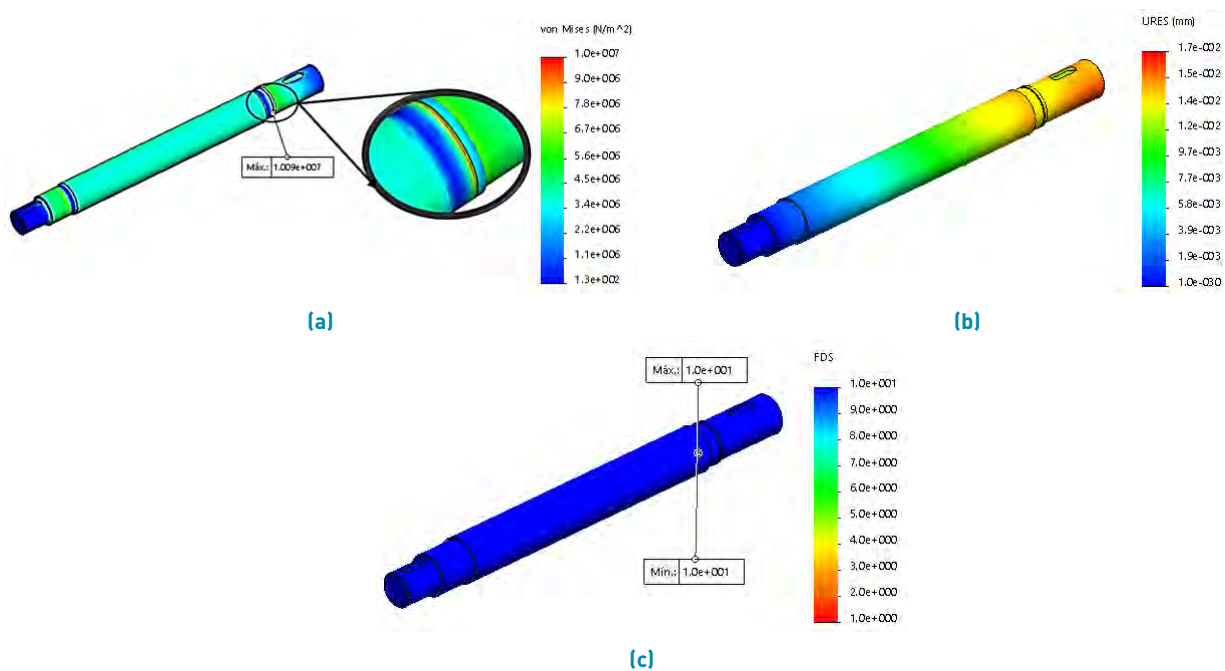 von Mises (N/m^2)
1.0e+007
9.0e+006
7.8e+006
6.7e+006
5.6e+006
4.5e+006
3.4e+006
2.2e+006
1.1e+006
1.3e+002
Máx.: 1.009e+007
(a)
URES (mm)
1.7e-002
1.5e-002
1.4e-002
1.2e-002
9.7e-003
7.7e-003
5.8e-003
3.9e-003
1.9e-003
1.0e-030
(b)
Máx.: 1.0e+001
Mín.: 1.0e+001
FDS
1.0e+001
9.0e+000
8.0e+000
7.0e+000
6.0e+000
5.0e+000
4.0e+000
3.0e+000
2.0e+000
1.0e+000
(c)